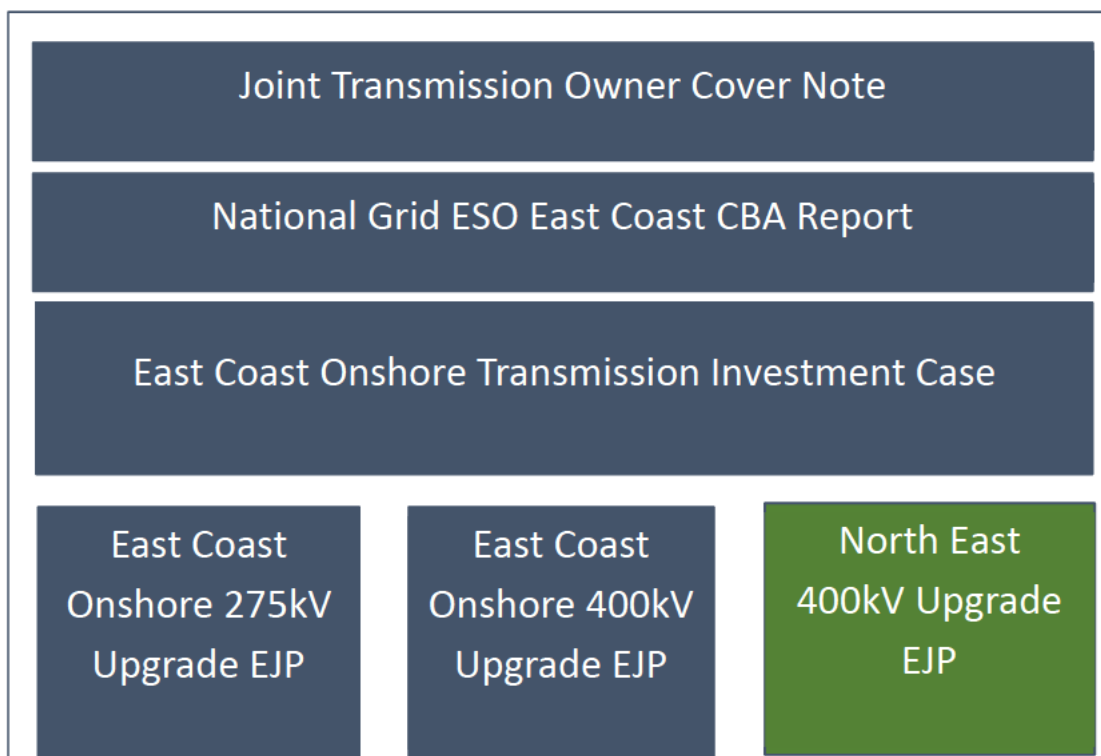 Joint Transmission Owner Cover Note
National Grid ESO East Coast CBA Report
East Coast Onshore Transmission Investment Case
East Coast
Onshore 275kV
Upgrade EJP
East Coast
Onshore 400kV
Upgrade EJP
North East
400kV Upgrade
EJP